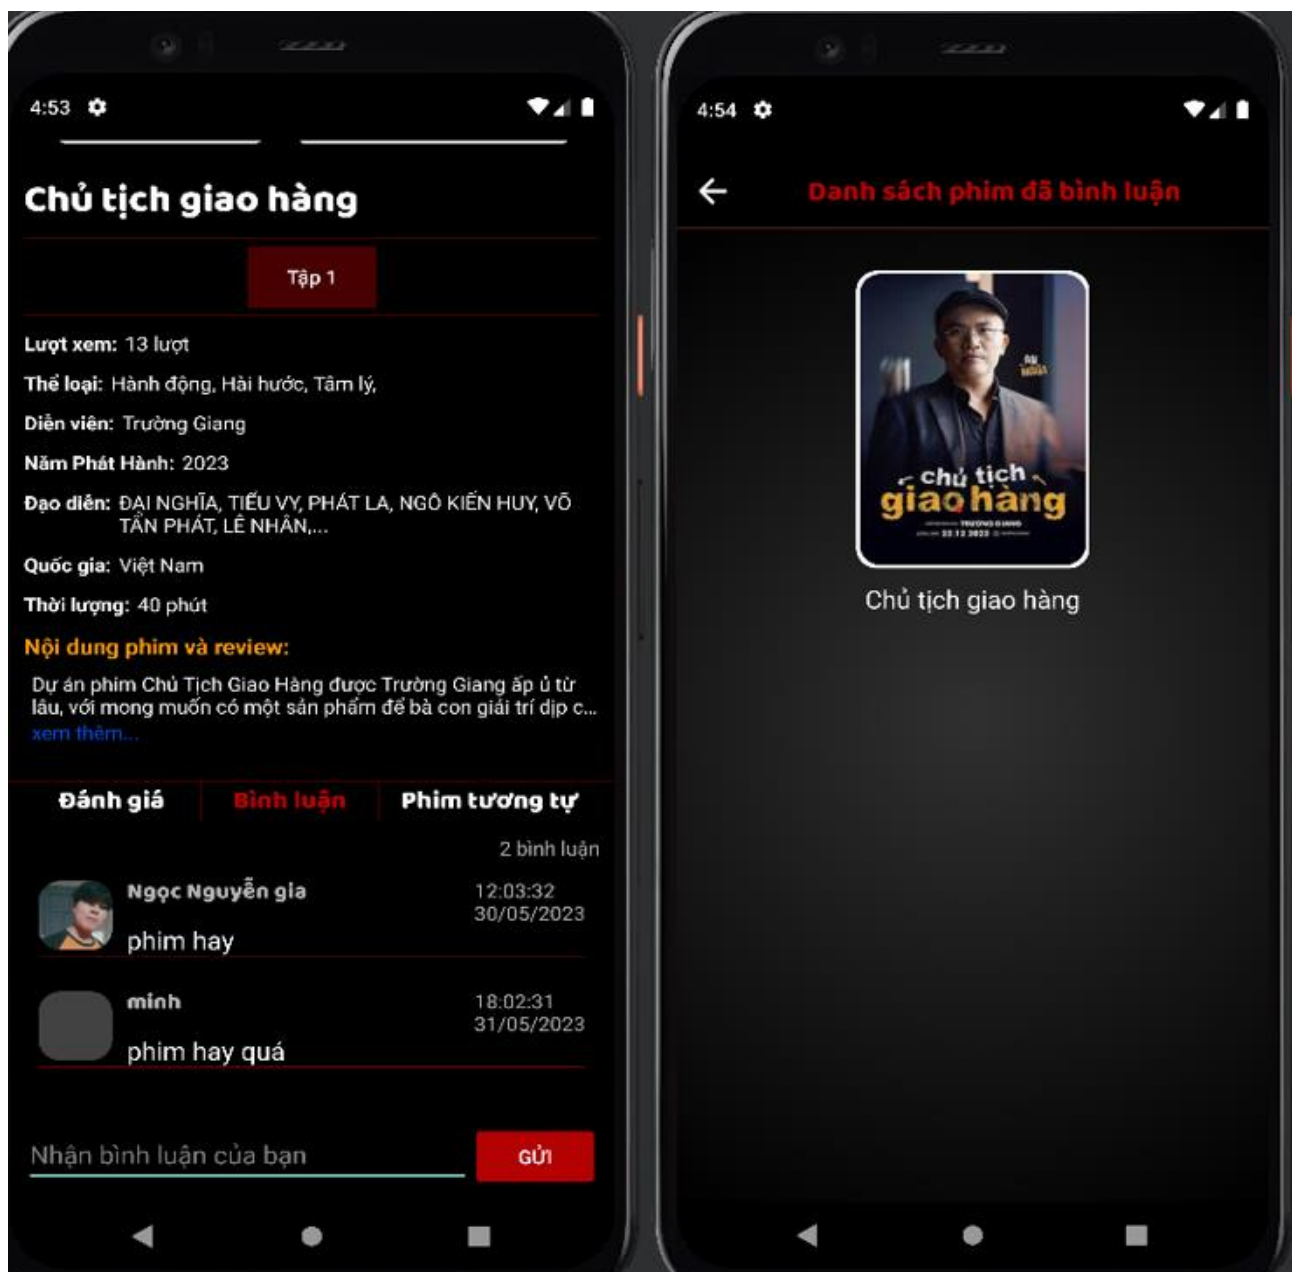 4:53
Chủ tịch giao hàng
Tập 1
Lượt xem: 13 lượt
Thể loại: Hành động, Hài hước, Tâm lý,
Diễn viên: Trường Giang
Năm Phát Hành: 2023
Đạo diễn: ĐẠI NGHĨA, TIỂU VY, PHÁT LA, NGÔ KIẾN HUY, VÕ
TẤN PHÁT, LÊ NHÂN,...
Quốc gia: Việt Nam
Thời lượng: 40 phút
Nội dung phim và review:
Dự án phim Chủ Tịch Giao Hàng được Trường Giang ấp ủ từ
lâu, với mong muốn có một sản phẩm để bà con giải trí dịp c...
xem thêm...
Đánh giá Bình luận Phim tương tự
2 bình luận
Ngọc Nguyễn gia 12:03:32
30/05/2023
phim hay
minh 18:02:31
31/05/2023
phim hay quá
Nhận bình luận của bạn GỬI
4:54
Danh sách phim đã bình luận
chủ tịch
giao hàng
TRƯỜNG GIANG
22.12 2022
Chủ tịch giao hàng